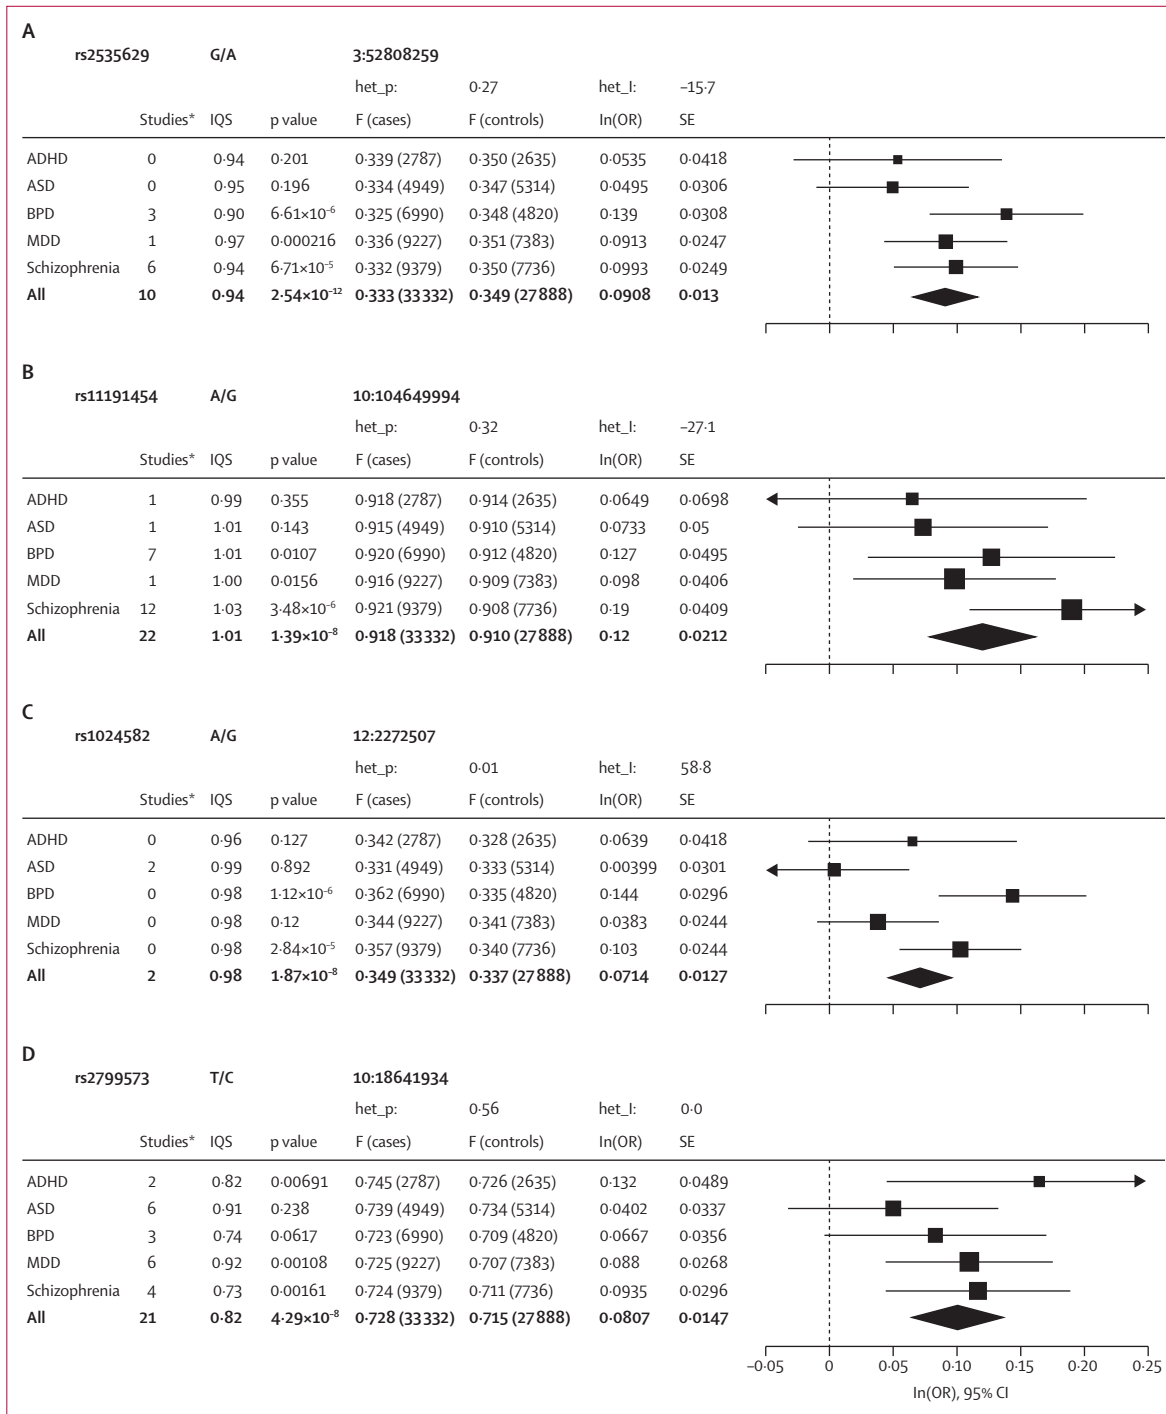 A
rs2535629 G/A 3:52808259
het_p: 0·27 het_I: –15·7
Studies* IQS p value F (cases) F (controls) ln(OR) SE
ADHD 0 0·94 0·201 0·339 (2787) 0·350 (2635) 0·0535 0·0418
ASD 0 0·95 0·196 0·334 (4949) 0·347 (5314) 0·0495 0·0306
BPD 3 0·90 6·61×10⁻⁶ 0·325 (6990) 0·348 (4820) 0·139 0·0308
MDD 1 0·97 0·000216 0·336 (9227) 0·351 (7383) 0·0913 0·0247
Schizophrenia 6 0·94 6·71×10⁻⁵ 0·332 (9379) 0·350 (7736) 0·0993 0·0249
All 10 0·94 2·54×10⁻¹² 0·333 (33 332) 0·349 (27 888) 0·0908 0·013
B
rs11191454 A/G 10:104649994
het_p: 0·32 het_I: –27·1
Studies* IQS p value F (cases) F (controls) ln(OR) SE
ADHD 1 0·99 0·355 0·918 (2787) 0·914 (2635) 0·0649 0·0698
ASD 1 1·01 0·143 0·915 (4949) 0·910 (5314) 0·0733 0·05
BPD 7 1·01 0·0107 0·920 (6990) 0·912 (4820) 0·127 0·0495
MDD 1 1·00 0·0156 0·916 (9227) 0·909 (7383) 0·098 0·0406
Schizophrenia 12 1·03 3·48×10⁻⁶ 0·921 (9379) 0·908 (7736) 0·19 0·0409
All 22 1·01 1·39×10⁻⁸ 0·918 (33 332) 0·910 (27 888) 0·12 0·0212
C
rs1024582 A/G 12:2272507
het_p: 0·01 het_I: 58·8
Studies* IQS p value F (cases) F (controls) ln(OR) SE
ADHD 0 0·96 0·127 0·342 (2787) 0·328 (2635) 0·0639 0·0418
ASD 2 0·99 0·892 0·331 (4949) 0·333 (5314) 0·00399 0·0301
BPD 0 0·98 1·12×10⁻⁶ 0·362 (6990) 0·335 (4820) 0·144 0·0296
MDD 0 0·98 0·12 0·344 (9227) 0·341 (7383) 0·0383 0·0244
Schizophrenia 0 0·98 2·84×10⁻⁵ 0·357 (9379) 0·340 (7736) 0·103 0·0244
All 2 0·98 1·87×10⁻⁸ 0·349 (33 332) 0·337 (27 888) 0·0714 0·0127
D
rs2799573 T/C 10:18641934
het_p: 0·56 het_I: 0·0
Studies* IQS p value F (cases) F (controls) ln(OR) SE
ADHD 2 0·82 0·00691 0·745 (2787) 0·726 (2635) 0·132 0·0489
ASD 6 0·91 0·238 0·739 (4949) 0·734 (5314) 0·0402 0·0337
BPD 3 0·74 0·0617 0·723 (6990) 0·709 (4820) 0·0667 0·0356
MDD 6 0·92 0·00108 0·725 (9227) 0·707 (7383) 0·088 0·0268
Schizophrenia 4 0·73 0·00161 0·724 (9379) 0·711 (7736) 0·0935 0·0296
All 21 0·82 4·29×10⁻⁸ 0·728 (33 332) 0·715 (27 888) 0·0807 0·0147
–0·05 0 0·05 0·10 0·15 0·20 0·25
ln(OR), 95% CI